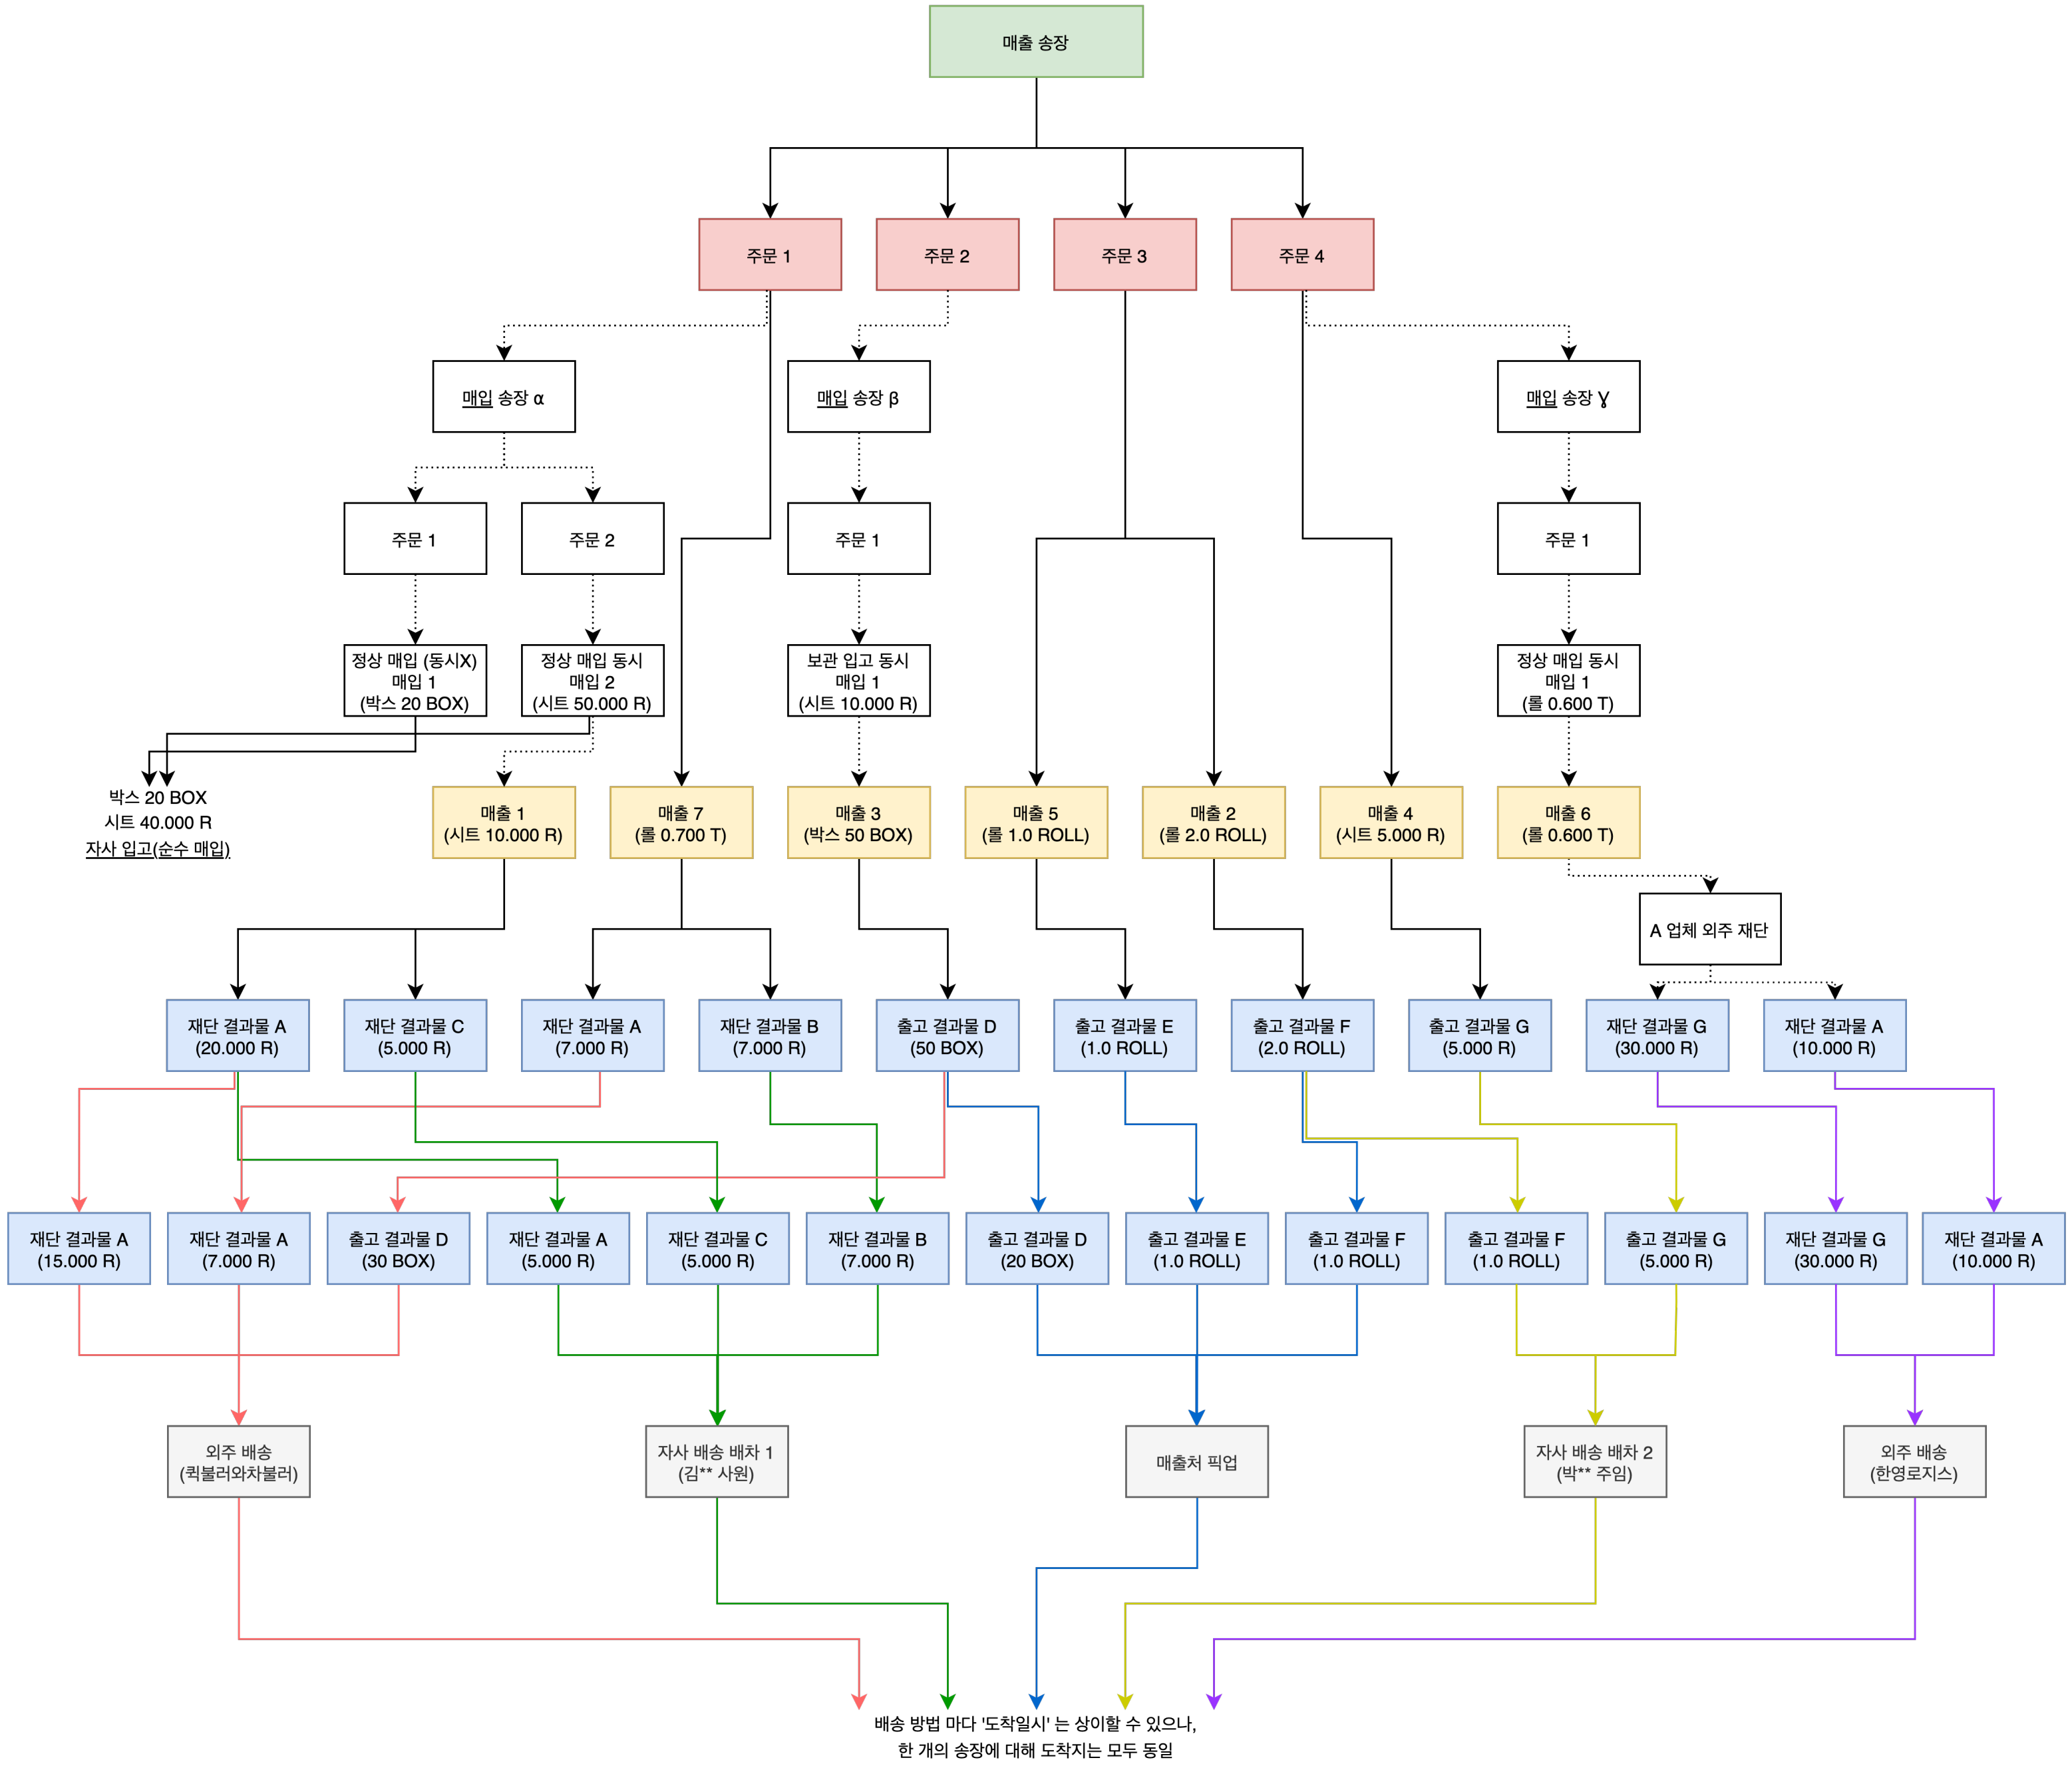 매출 송장
주문 1
주문 2
주문 3
주문 4
매입 송장 α
매입 송장 β
매입 송장 Ɣ
주문 1
주문 2
주문 1
주문 1
정상 매입 (동시X)
매입 1
(박스 20 BOX)
정상 매입 동시
매입 2
(시트 50.000 R)
보관 입고 동시
매입 1
(시트 10.000 R)
정상 매입 동시
매입 1
(롤 0.600 T)
박스 20 BOX
시트 40.000 R
자사 입고(순수 매입)
매출 1
(시트 10.000 R)
매출 7
(롤 0.700 T)
매출 3
(박스 50 BOX)
매출 5
(롤 1.0 ROLL)
매출 2
(롤 2.0 ROLL)
매출 4
(시트 5.000 R)
매출 6
(롤 0.600 T)
A 업체 외주 재단
재단 결과물 A
(20.000 R)
재단 결과물 C
(5.000 R)
재단 결과물 A
(7.000 R)
재단 결과물 B
(7.000 R)
출고 결과물 D
(50 BOX)
출고 결과물 E
(1.0 ROLL)
출고 결과물 F
(2.0 ROLL)
출고 결과물 G
(5.000 R)
재단 결과물 G
(30.000 R)
재단 결과물 A
(10.000 R)
재단 결과물 A
(15.000 R)
재단 결과물 A
(7.000 R)
출고 결과물 D
(30 BOX)
재단 결과물 A
(5.000 R)
재단 결과물 C
(5.000 R)
재단 결과물 B
(7.000 R)
출고 결과물 D
(20 BOX)
출고 결과물 E
(1.0 ROLL)
출고 결과물 F
(1.0 ROLL)
출고 결과물 F
(1.0 ROLL)
출고 결과물 G
(5.000 R)
재단 결과물 G
(30.000 R)
재단 결과물 A
(10.000 R)
외주 배송
(퀵불러와차불러)
자사 배송 배차 1
(김** 사원)
매출처 픽업
자사 배송 배차 2
(박** 주임)
외주 배송
(한영로지스)
배송 방법 마다 '도착일시' 는 상이할 수 있으나,
한 개의 송장에 대해 도착지는 모두 동일